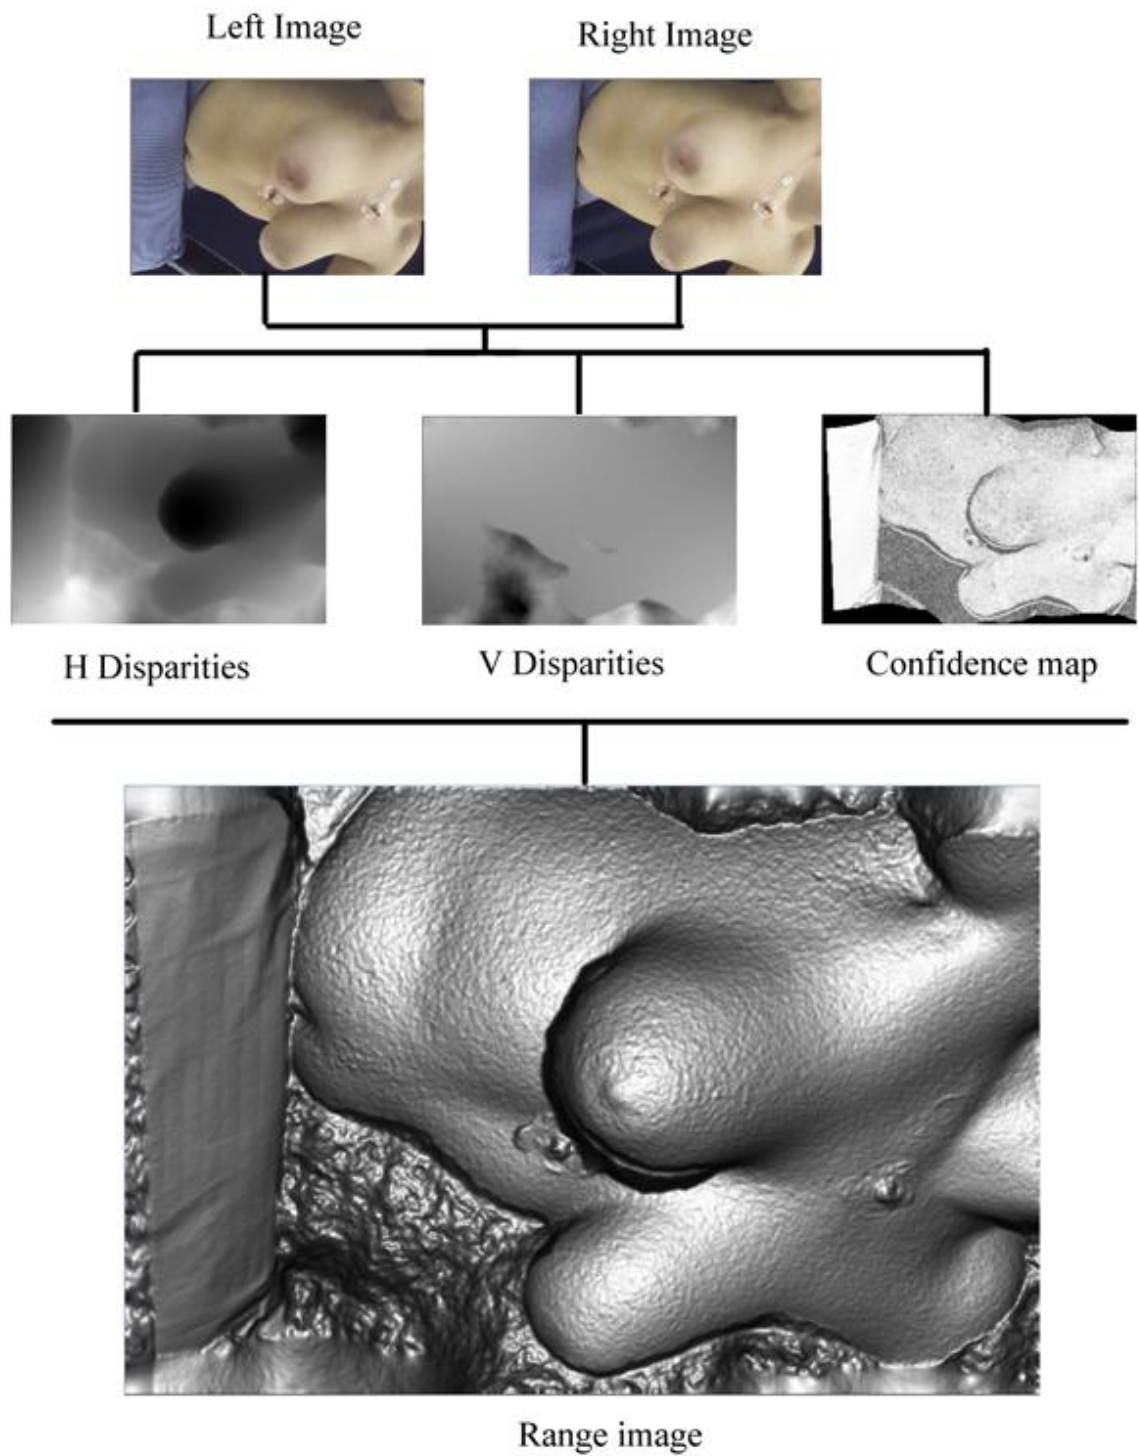 Left Image
Right Image
H Disparities
V Disparities
Confidence map
Range image